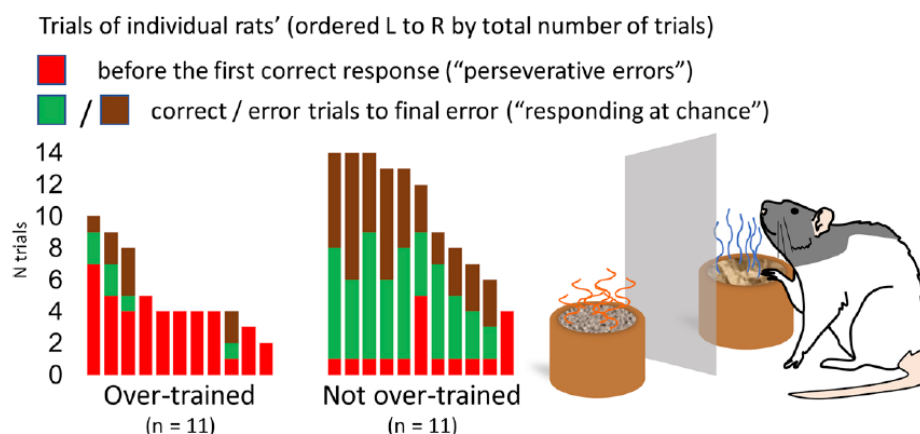 Trials of individual rats’ (ordered L to R by total number of trials)
before the first correct response (“perseverative errors”)
/ correct / error trials to final error (“responding at chance”)
N trials
14
12
10
8
6
4
2
0
Over-trained
(n = 11)
Not over-trained
(n = 11)